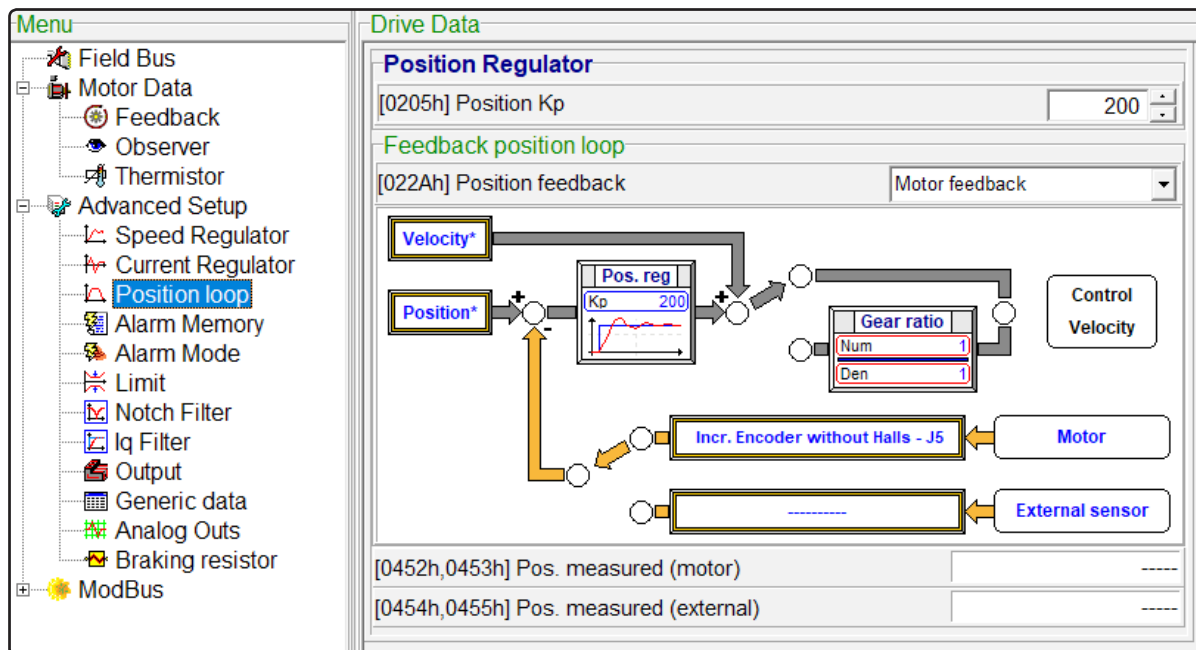 Menu
Field Bus
Motor Data
Feedback
Observer
Thermistor
Advanced Setup
Speed Regulator
Current Regulator
Position loop
Alarm Memory
Alarm Mode
Limit
Notch Filter
Iq Filter
Output
Generic data
Analog Outs
Braking resistor
ModBus
Drive Data
Position Regulator
[0205h] Position Kp 200
Feedback position loop
[022Ah] Position feedback Motor feedback
Velocity*
Pos. reg
Kp 200
Position*
+
-
+
Gear ratio
Num 1
Den 1
Control
Velocity
Incr. Encoder without Halls - J5
Motor
----------
External sensor
[0452h,0453h] Pos. measured (motor) -----
[0454h,0455h] Pos. measured (external) -----